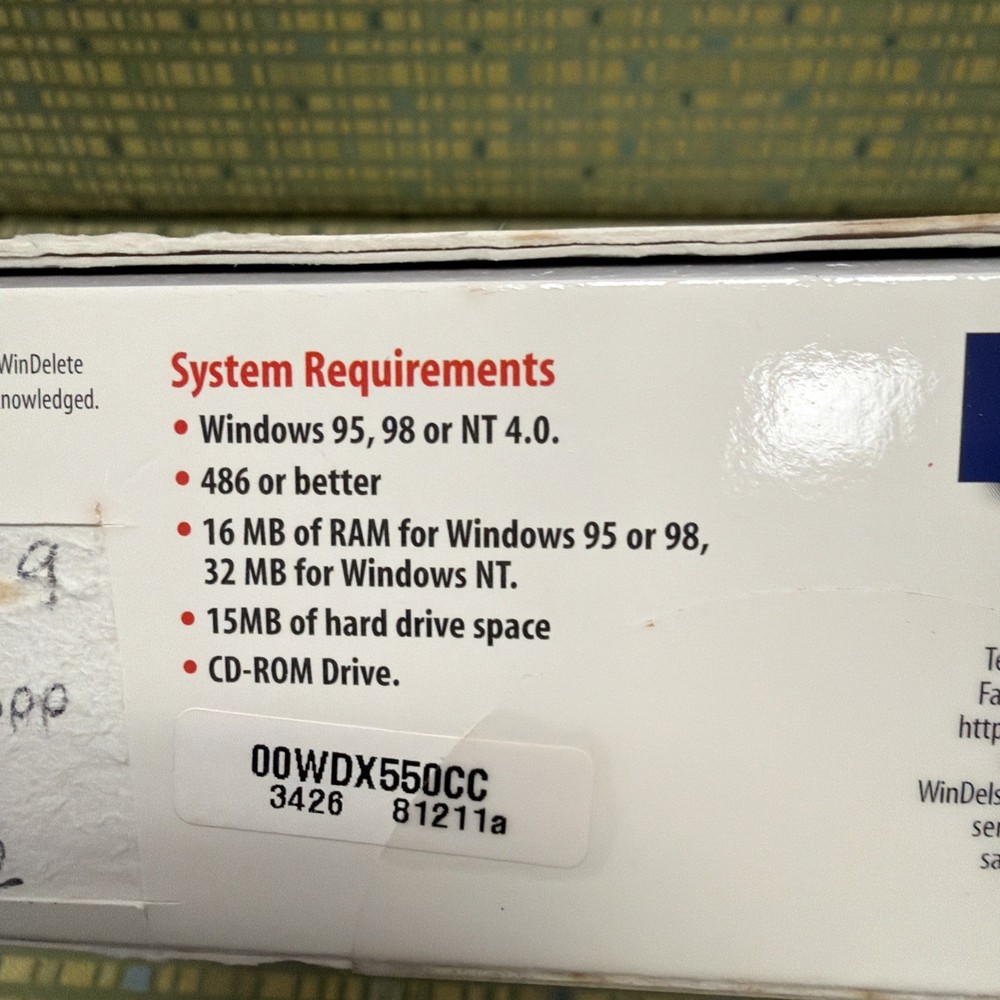 WinDelete
nowledged.
System Requirements
• Windows 95, 98 or NT 4.0.
• 486 or better
• 16 MB of RAM for Windows 95 or 98,
32 MB for Windows NT.
• 15MB of hard drive space
• CD-ROM Drive.
00WDX550CC
3426 81211a
9
pp
Te
Fa
http
WinDels
ser
sa